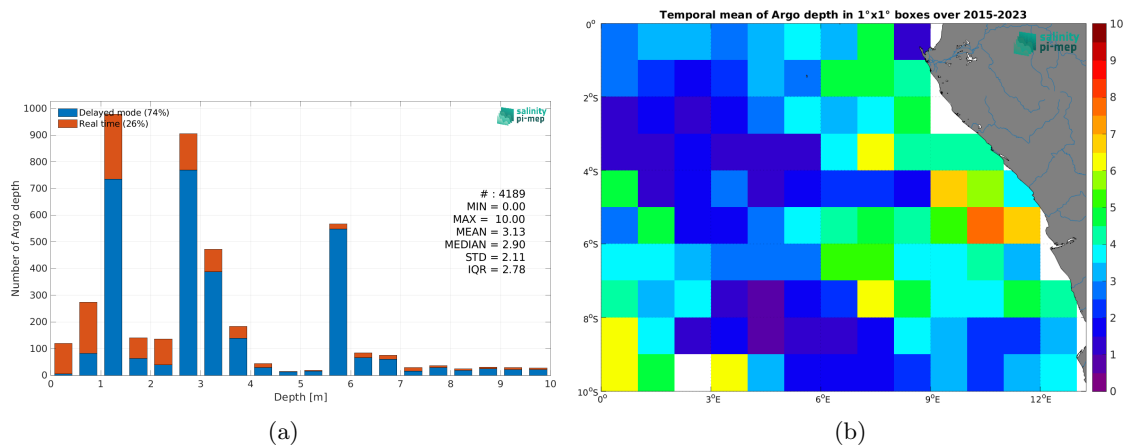 Delayed mode (74%)
Real time (26%)
salinity
pi-mep
1000
900
800
700
600
500
400
300
200
100
0
Number of Argo depth
# : 4189
MIN = 0.00
MAX = 10.00
MEAN = 3.13
MEDIAN = 2.90
STD = 2.11
IQR = 2.78
0 1 2 3 4 5 6 7 8 9 10
Depth [m]
(a)
Temporal mean of Argo depth in 1°x1° boxes over 2015-2023
salinity
pi-mep
0°
2°S
4°S
6°S
8°S
10°S
0° 3°E 6°E 9°E 12°E
10
9
8
7
6
5
4
3
2
1
0
(b)